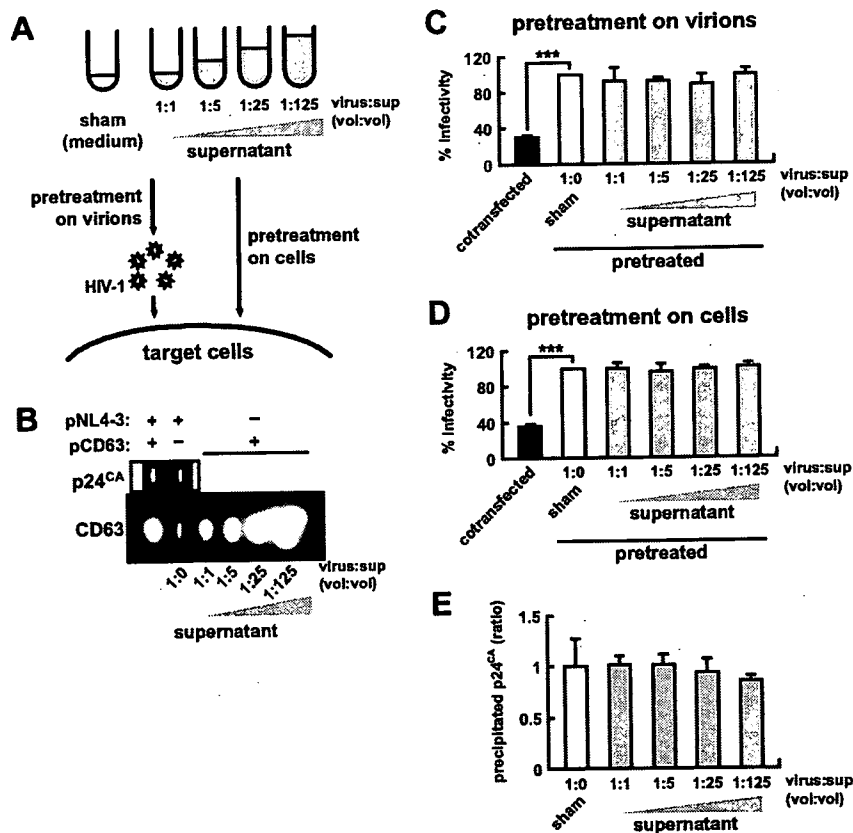 A
sham
(medium)
1:1 1:5 1:25 1:125 virus:sup
(vol:vol)
supernatant
pretreatment
on virions
pretreatment
on cells
HIV-1
target cells
B
pNL4-3: + + −
pCD63: + − +
p24CA
CD63
1:0 1:1 1:5 1:25 1:125 virus:sup
(vol:vol)
supernatant
C
pretreatment on virions
***
% Infectivity
120
80
40
0
cotransfected
1:0 1:1 1:5 1:25 1:125 virus:sup
(vol:vol)
sham
supernatant
pretreated
D
pretreatment on cells
***
% Infectivity
120
80
40
0
cotransfected
1:0 1:1 1:5 1:25 1:125 virus:sup
(vol:vol)
sham
supernatant
pretreated
E
precipitated p24CA (ratio)
1.5
1
0.5
0
1:0 1:1 1:5 1:25 1:125 virus:sup
(vol:vol)
sham
supernatant